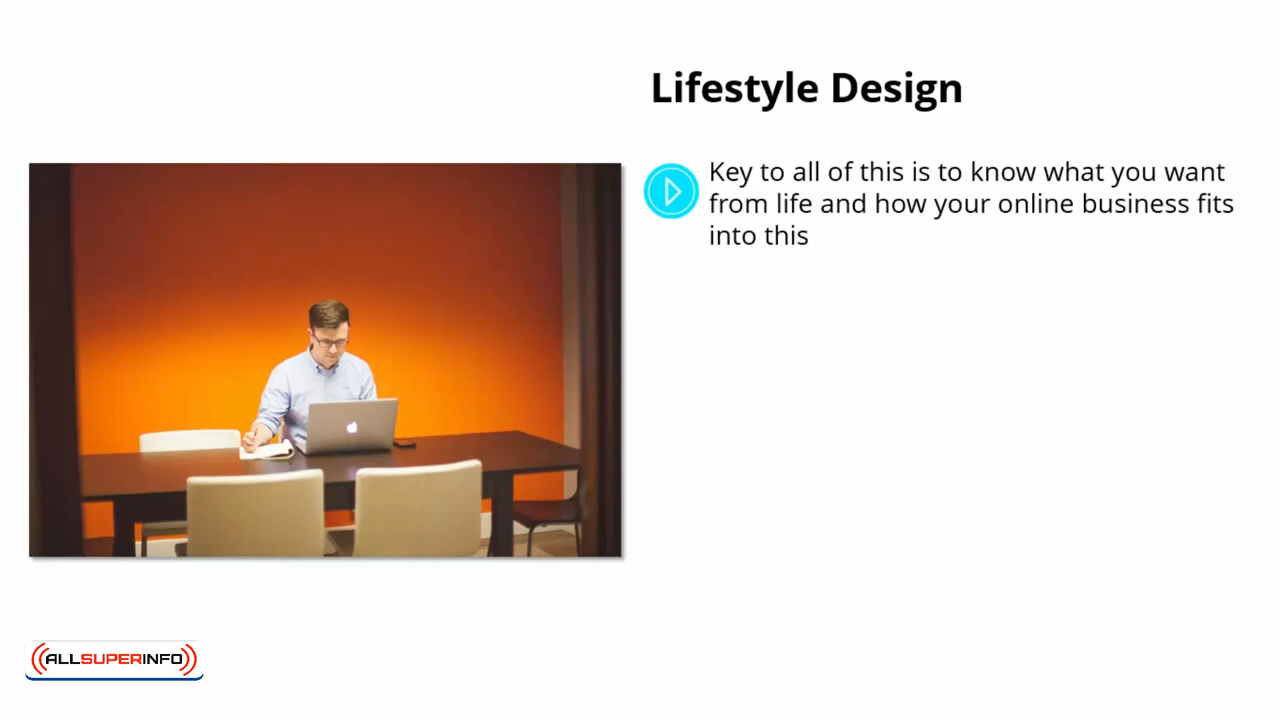 Lifestyle Design
Key to all of this is to know what you want
from life and how your online business fits
into this
ALLSUPERINFO